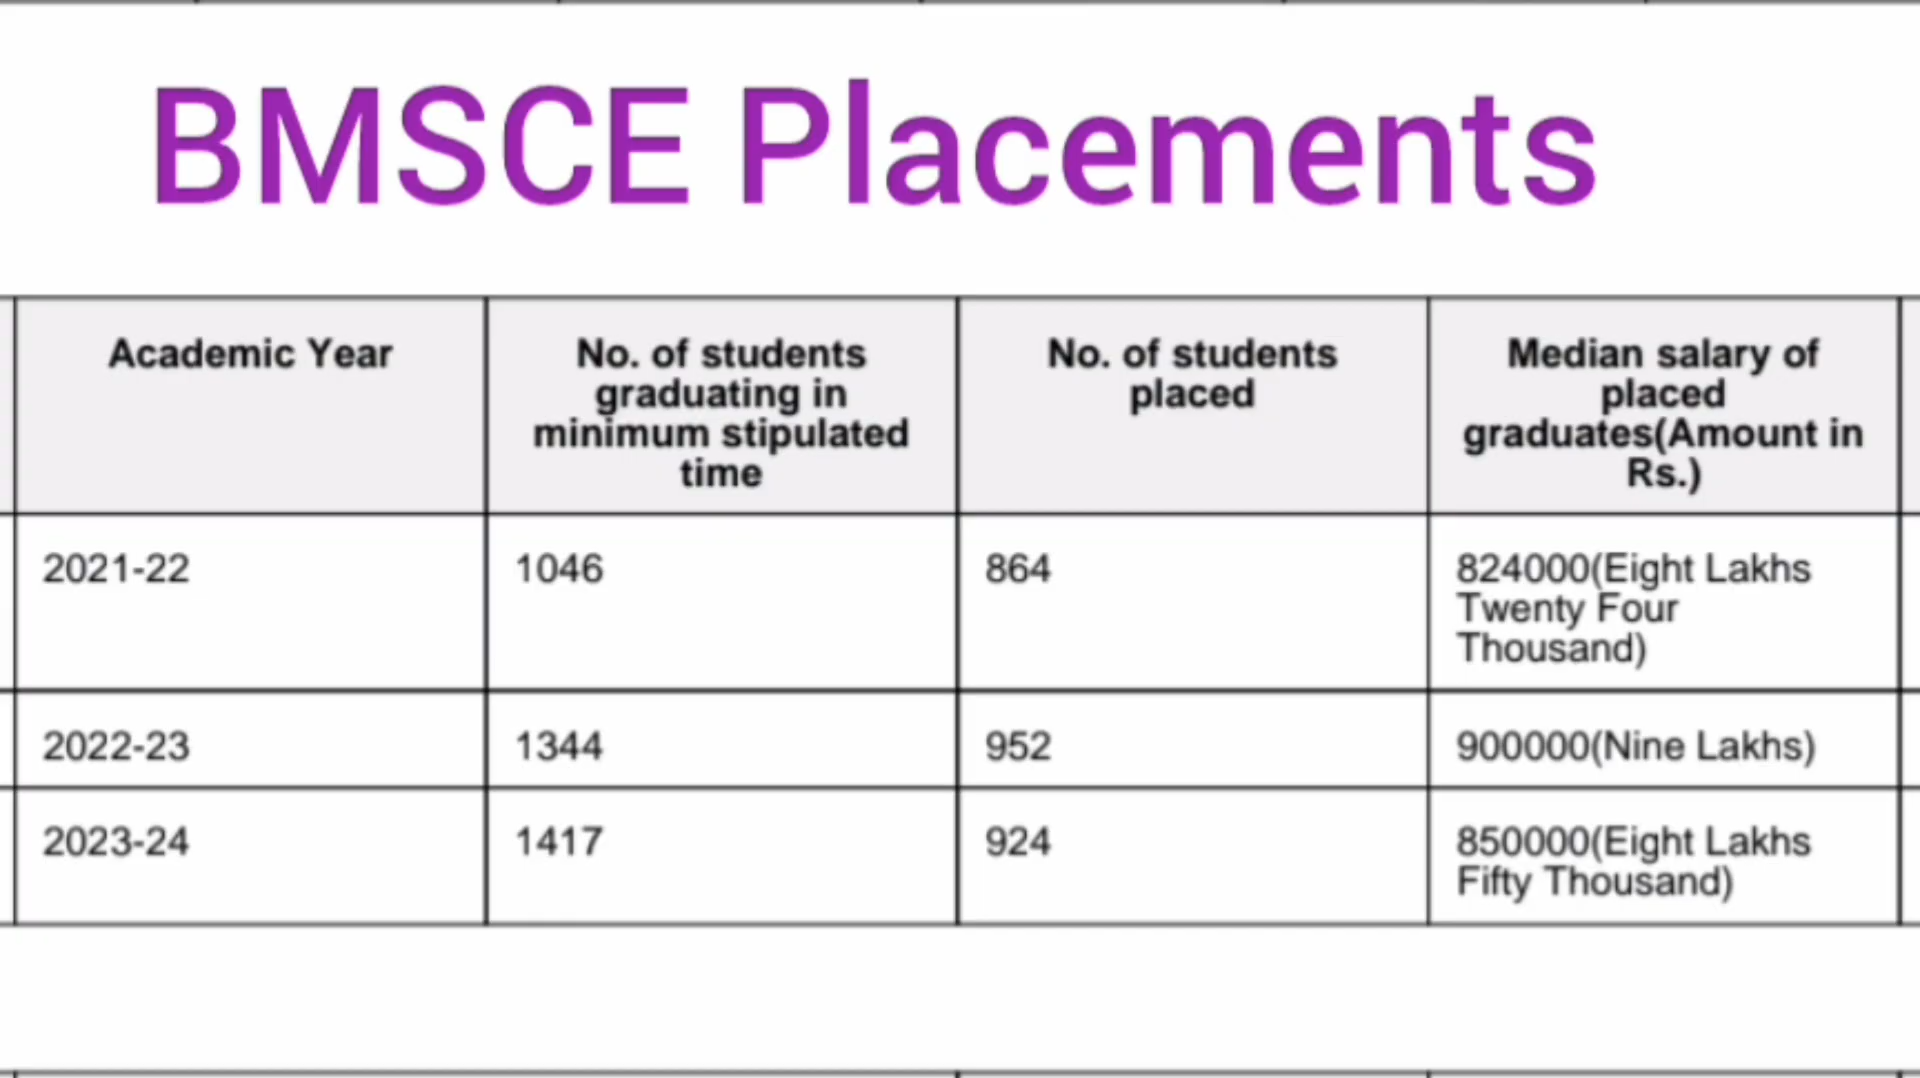 BMSCE Placements
Academic Year
No. of students
graduating in
minimum stipulated
time
No. of students
placed
Median salary of
placed
graduates(Amount in
Rs.)
2021-22
1046
864
824000(Eight Lakhs
Twenty Four
Thousand)
2022-23
1344
952
900000(Nine Lakhs)
2023-24
1417
924
850000(Eight Lakhs
Fifty Thousand)